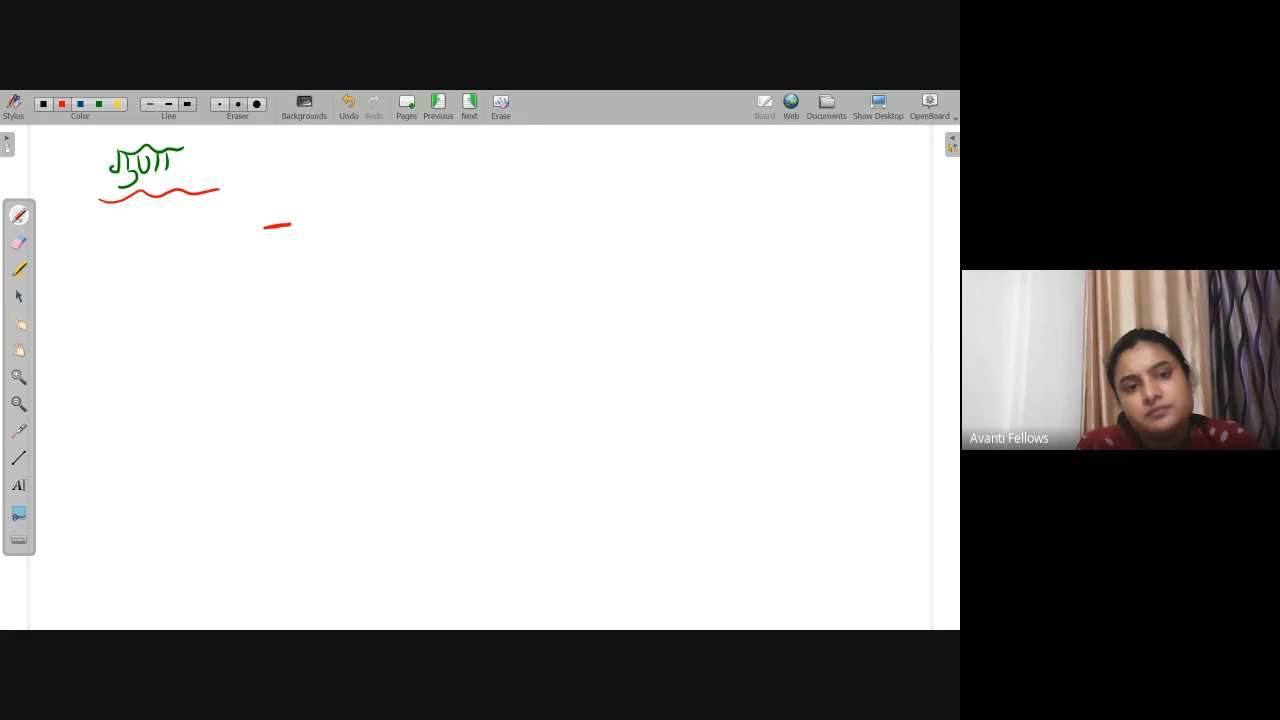 Stylus Color Line Eraser Backgrounds Undo Redo Pages Previous Next Erase Board Web Documents Show Desktop OpenBoard
गुणा
Avanti Fellows